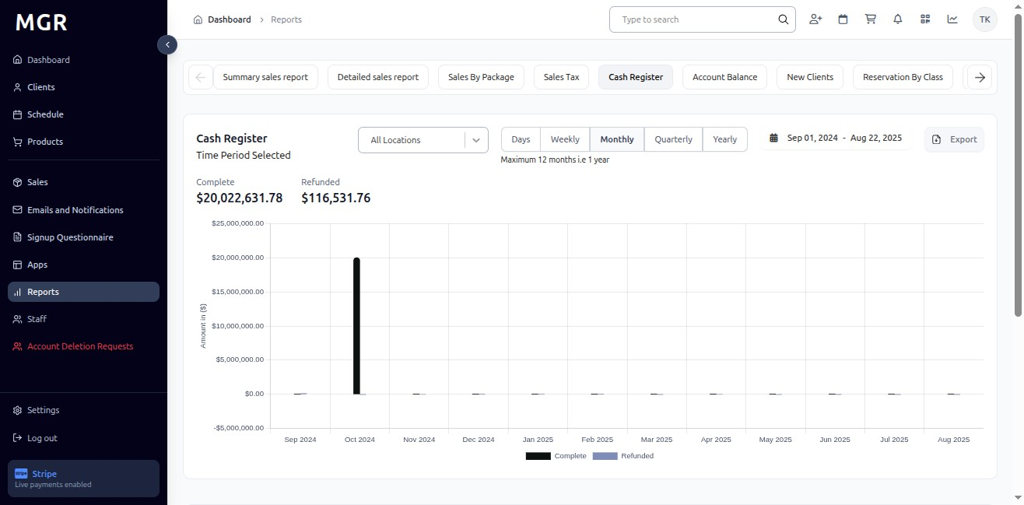 MGR
Dashboard
Clients
Schedule
Products
Sales
Emails and Notifications
Signup Questionnaire
Apps
Reports
Staff
Account Deletion Requests
Settings
Log out
stripe Stripe
Live payments enabled
Dashboard > Reports
Type to search
TK
Summary sales report Detailed sales report Sales By Package Sales Tax Cash Register Account Balance New Clients Reservation By Class
Cash Register
Time Period Selected
All Locations
Days Weekly Monthly Quarterly Yearly
Maximum 12 months i.e 1 year
Sep 01, 2024 - Aug 22, 2025
Export
Complete Refunded
$20,022,631.78 $116,531.76
Amount in ($)
$25,000,000.00
$20,000,000.00
$15,000,000.00
$10,000,000.00
$5,000,000.00
$0.00
-$5,000,000.00
Sep 2024 Oct 2024 Nov 2024 Dec 2024 Jan 2025 Feb 2025 Mar 2025 Apr 2025 May 2025 Jun 2025 Jul 2025 Aug 2025
Complete Refunded